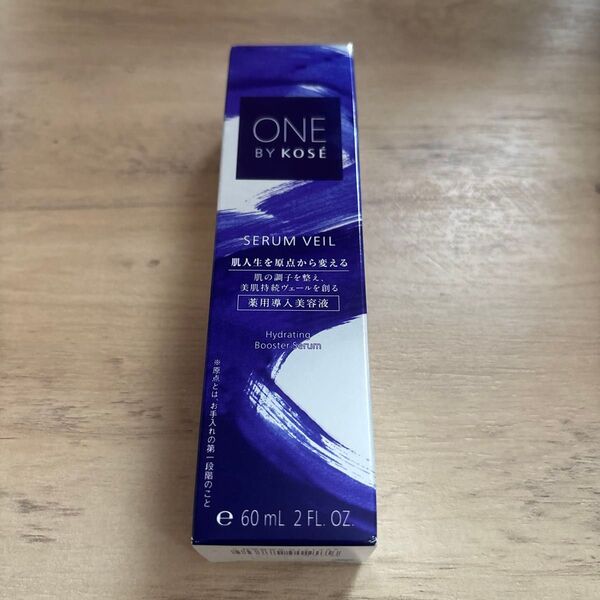 ONE
BY KOSÉ
SERUM VEIL
肌人生を原点から変える
肌の調子を整え、
美肌持続ヴェールを創る
薬用導入美容液
Hydrating
Booster Serum
※原点とは、お手入れの第一段階のこと
℮ 60 mL 2 FL. OZ.